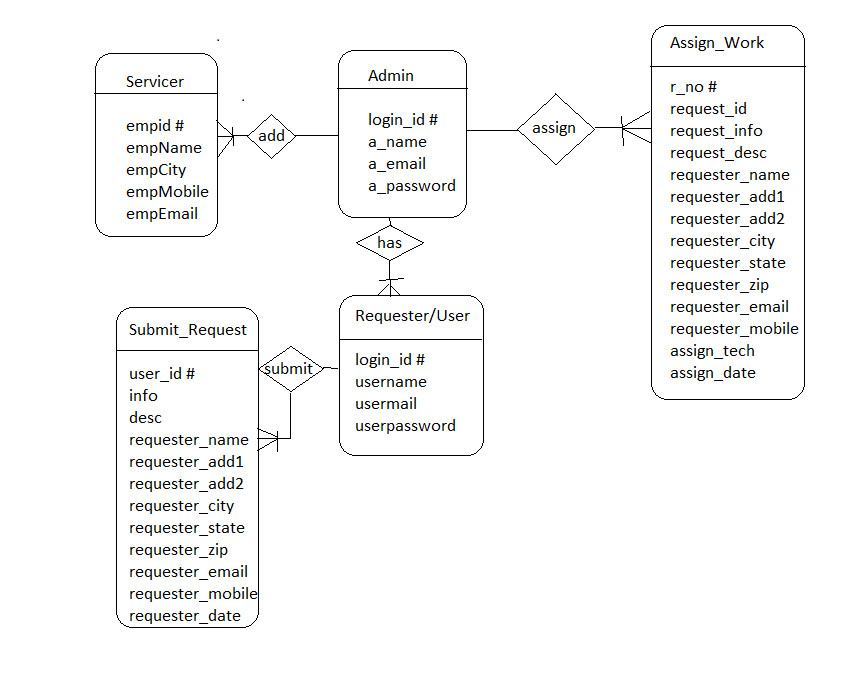 Servicer
empid #
empName
empCity
empMobile
empEmail
add
Admin
login_id #
a_name
a_email
a_password
assign
Assign_Work
r_no #
request_id
request_info
request_desc
requester_name
requester_add1
requester_add2
requester_city
requester_state
requester_zip
requester_email
requester_mobile
assign_tech
assign_date
has
Requester/User
login_id #
username
usermail
userpassword
submit
Submit_Request
user_id #
info
desc
requester_name
requester_add1
requester_add2
requester_city
requester_state
requester_zip
requester_email
requester_mobile
requester_date